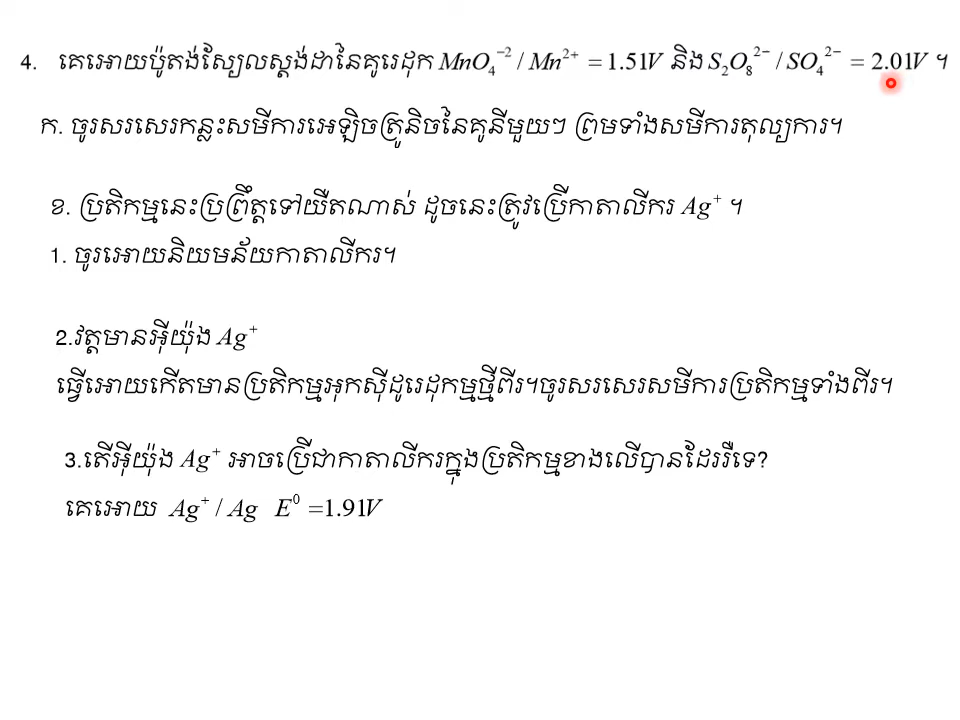 4. គេអោយប៉ូតង់ស្យែលស្តង់ដានៃគូរេដុក MnO₄⁻² / Mn²⁺ = 1.51V និង S₂O₈²⁻ / SO₄²⁻ = 2.01V ។
ក. ចូរសរសេរកន្លះសមីការអេឡិចត្រូនិចនៃគូនីមួយៗ ព្រមទាំងសមីការតុល្យការ។
ខ. ប្រតិកម្មនេះប្រព្រឹត្តទៅយឺតណាស់ ដូចនេះត្រូវប្រើកាតាលីករ Ag⁺ ។
1. ចូរអោយនិយមន័យកាតាលីករ។
2.វត្តមានអ៊ីយ៉ុង Ag⁺
ធ្វើអោយកើតមានប្រតិកម្មអុកស៊ីដូរេដុកម្មថ្មីពីរ។ចូរសរសេរសមីការប្រតិកម្មទាំងពីរ។
3.តើអ៊ីយ៉ុង Ag⁺ អាចប្រើជាកាតាលីករក្នុងប្រតិកម្មខាងលើបានដែររឺទេ?
គេអោយ Ag⁺ / Ag E⁰ =1.91V